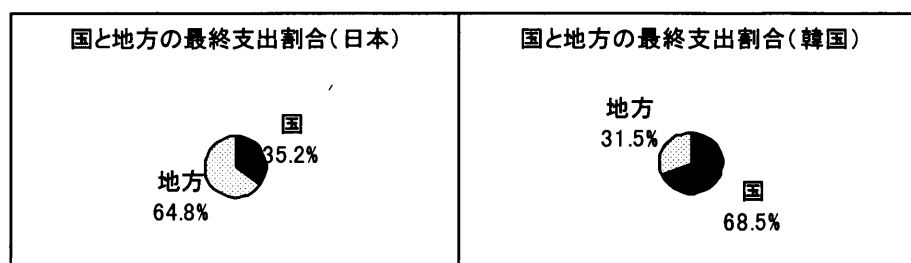 国と地方の最終支出割合(日本)
国
35.2%
地方
64.8%
国と地方の最終支出割合(韓国)
地方
31.5%
国
68.5%